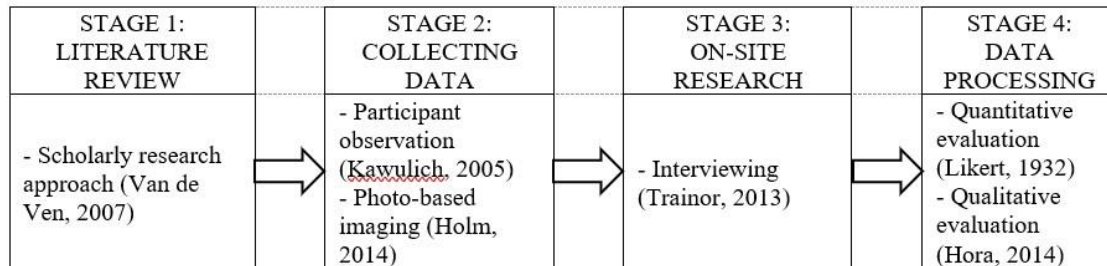 STAGE 1:
LITERATURE
REVIEW
- Scholarly research
approach (Van de
Ven, 2007)
STAGE 2:
COLLECTING
DATA
- Participant
observation
(Kawulich, 2005)
- Photo-based
imaging (Holm,
2014)
STAGE 3:
ON-SITE
RESEARCH
- Interviewing
(Trainor, 2013)
STAGE 4:
DATA
PROCESSING
- Quantitative
evaluation
(Likert, 1932)
- Qualitative
evaluation
(Hora, 2014)